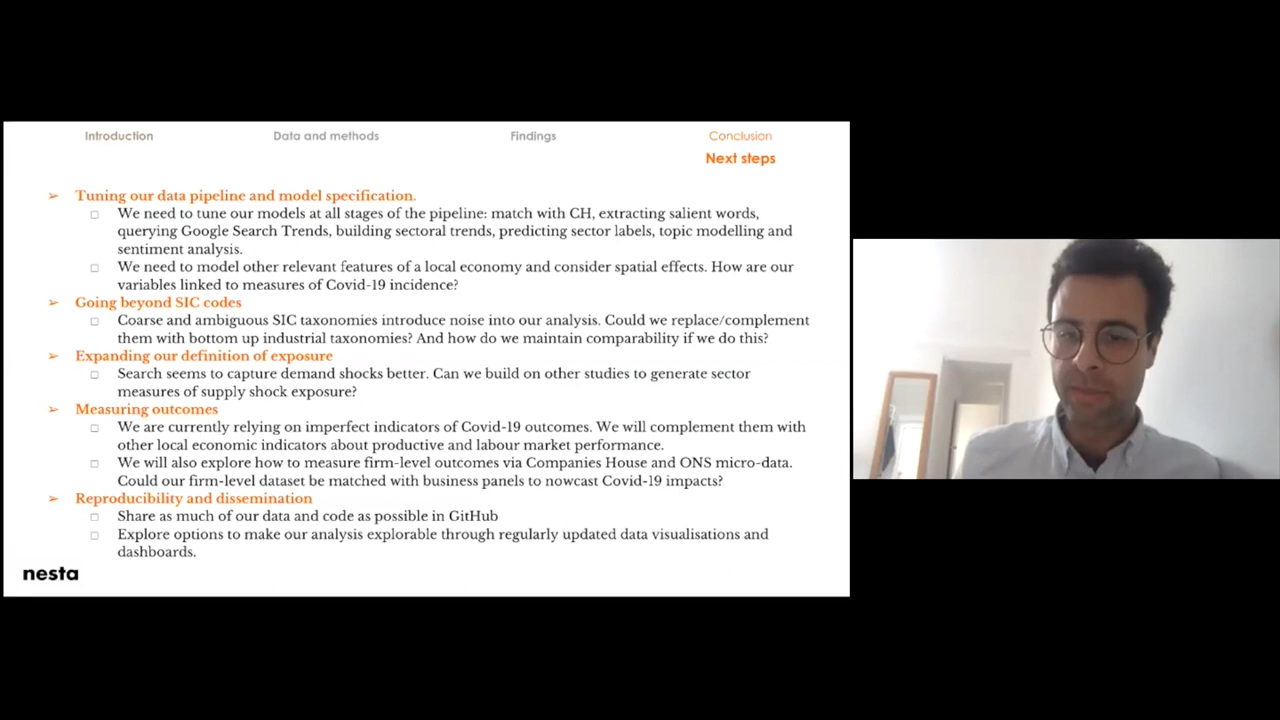 Introduction
Data and methods
Findings
Conclusion
Next steps
➢ Tuning our data pipeline and model specification.
□ We need to tune our models at all stages of the pipeline: match with CH, extracting salient words,
querying Google Search Trends, building sectoral trends, predicting sector labels, topic modelling and
sentiment analysis.
□ We need to model other relevant features of a local economy and consider spatial effects. How are our
variables linked to measures of Covid-19 incidence?
➢ Going beyond SIC codes
□ Coarse and ambiguous SIC taxonomies introduce noise into our analysis. Could we replace/complement
them with bottom up industrial taxonomies? And how do we maintain comparability if we do this?
➢ Expanding our definition of exposure
□ Search seems to capture demand shocks better. Can we build on other studies to generate sector
measures of supply shock exposure?
➢ Measuring outcomes
□ We are currently relying on imperfect indicators of Covid-19 outcomes. We will complement them with
other local economic indicators about productive and labour market performance.
□ We will also explore how to measure firm-level outcomes via Companies House and ONS micro-data.
Could our firm-level dataset be matched with business panels to nowcast Covid-19 impacts?
➢ Reproducibility and dissemination
□ Share as much of our data and code as possible in GitHub
□ Explore options to make our analysis explorable through regularly updated data visualisations and
dashboards.
nesta